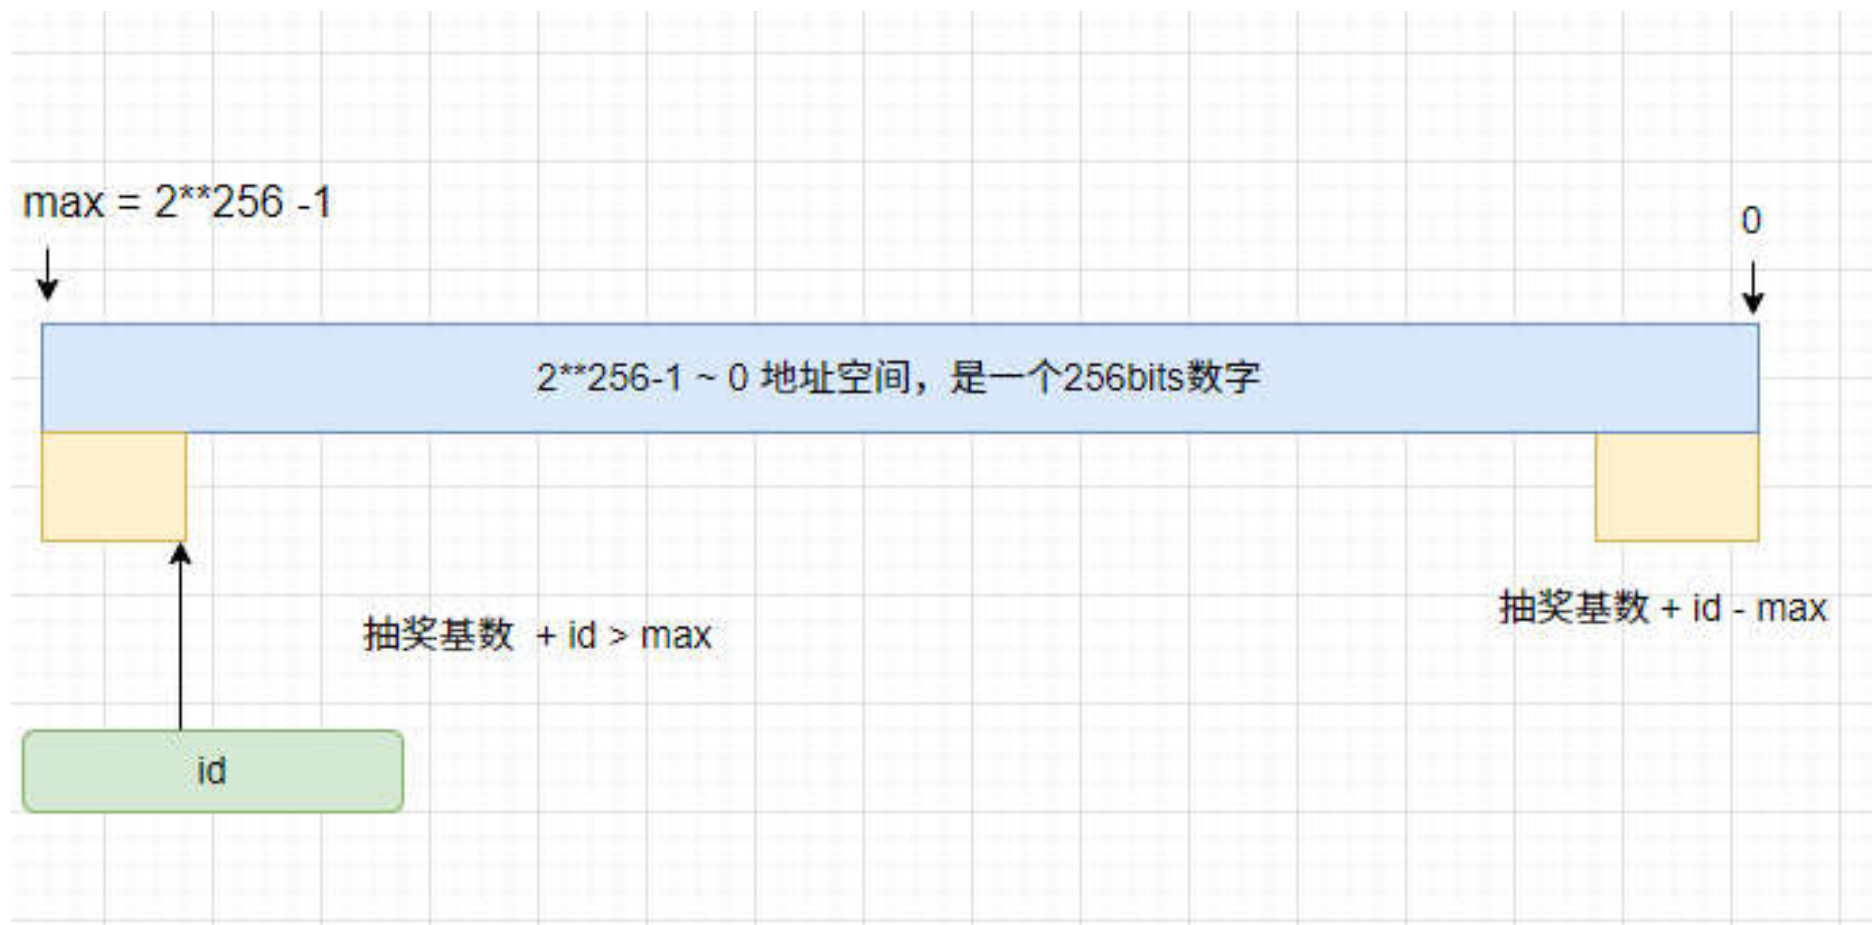 max = 2**256 -1
0
2**256-1 ~ 0 地址空间，是一个256bits数字
抽奖基数 + id - max
抽奖基数 + id > max
id